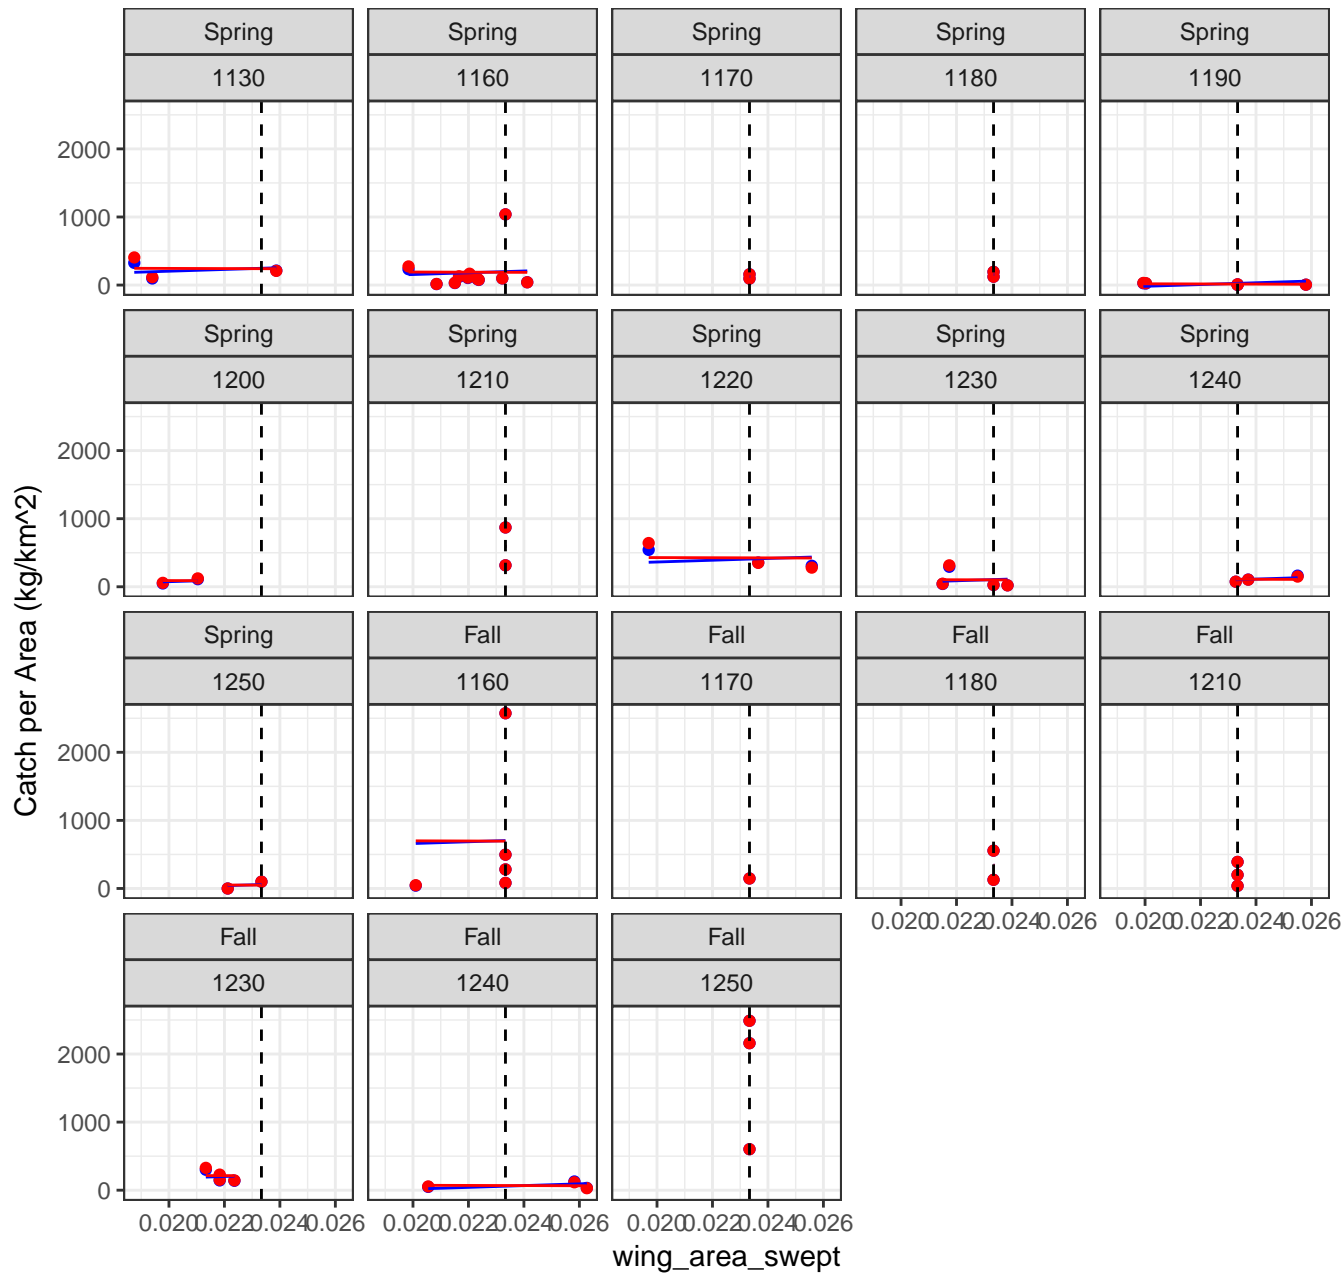 Spring Spring Spring Spring Spring
1130 1160 1170 1180 1190
2000
1000
0
Spring Spring Spring Spring Spring
1200 1210 1220 1230 1240
2000
1000
0
Spring Fall Fall Fall Fall
1250 1160 1170 1180 1210
2000
1000
0
0.020 0.022 0.024 0.026 0.020 0.022 0.024 0.026
Fall Fall Fall
1230 1240 1250
2000
1000
0
0.020 0.022 0.024 0.026 0.020 0.022 0.024 0.026 0.020 0.022 0.024 0.026
wing_area_swept
Catch per Area (kg/km^2)